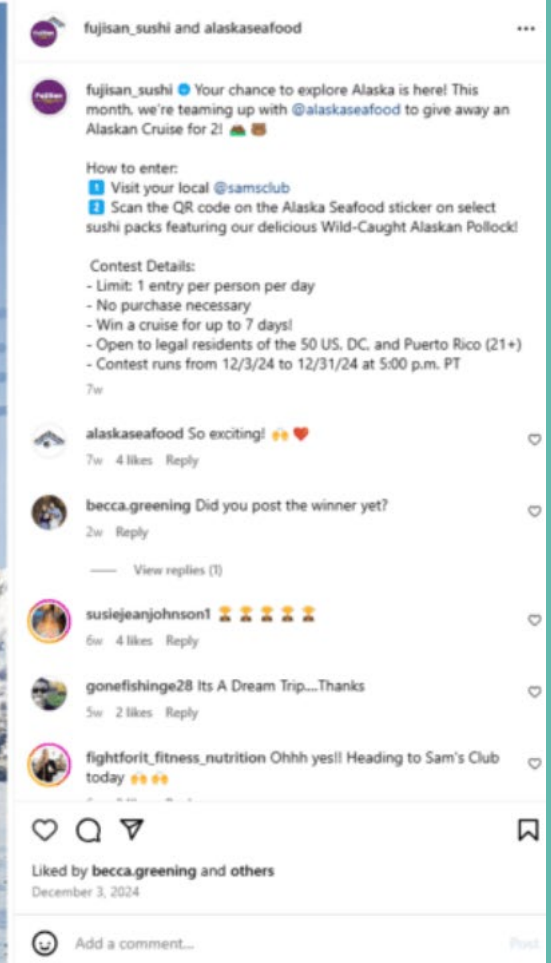 fujisan_sushi and alaskaseafood
fujisan_sushi Your chance to explore Alaska is here! This
month, we're teaming up with @alaskaseafood to give away an
Alaskan Cruise for 2!
How to enter:
1 Visit your local @samsclub
2 Scan the QR code on the Alaska Seafood sticker on select
sushi packs featuring our delicious Wild-Caught Alaskan Pollock!
Contest Details:
- Limit: 1 entry per person per day
- No purchase necessary
- Win a cruise for up to 7 days!
- Open to legal residents of the 50 US, DC, and Puerto Rico (21+)
- Contest runs from 12/3/24 to 12/31/24 at 5:00 p.m. PT
7w
alaskaseafood So exciting!
7w 4 likes Reply
becca.greening Did you post the winner yet?
2w Reply
View replies (1)
susiejeanjohnson1
6w 4 likes Reply
gonefishinge28 Its A Dream Trip....Thanks
5w 2 likes Reply
fightforit_fitness_nutrition Ohhh yes!! Heading to Sam's Club
today
Liked by becca.greening and others
December 3, 2024
Add a comment...
Post